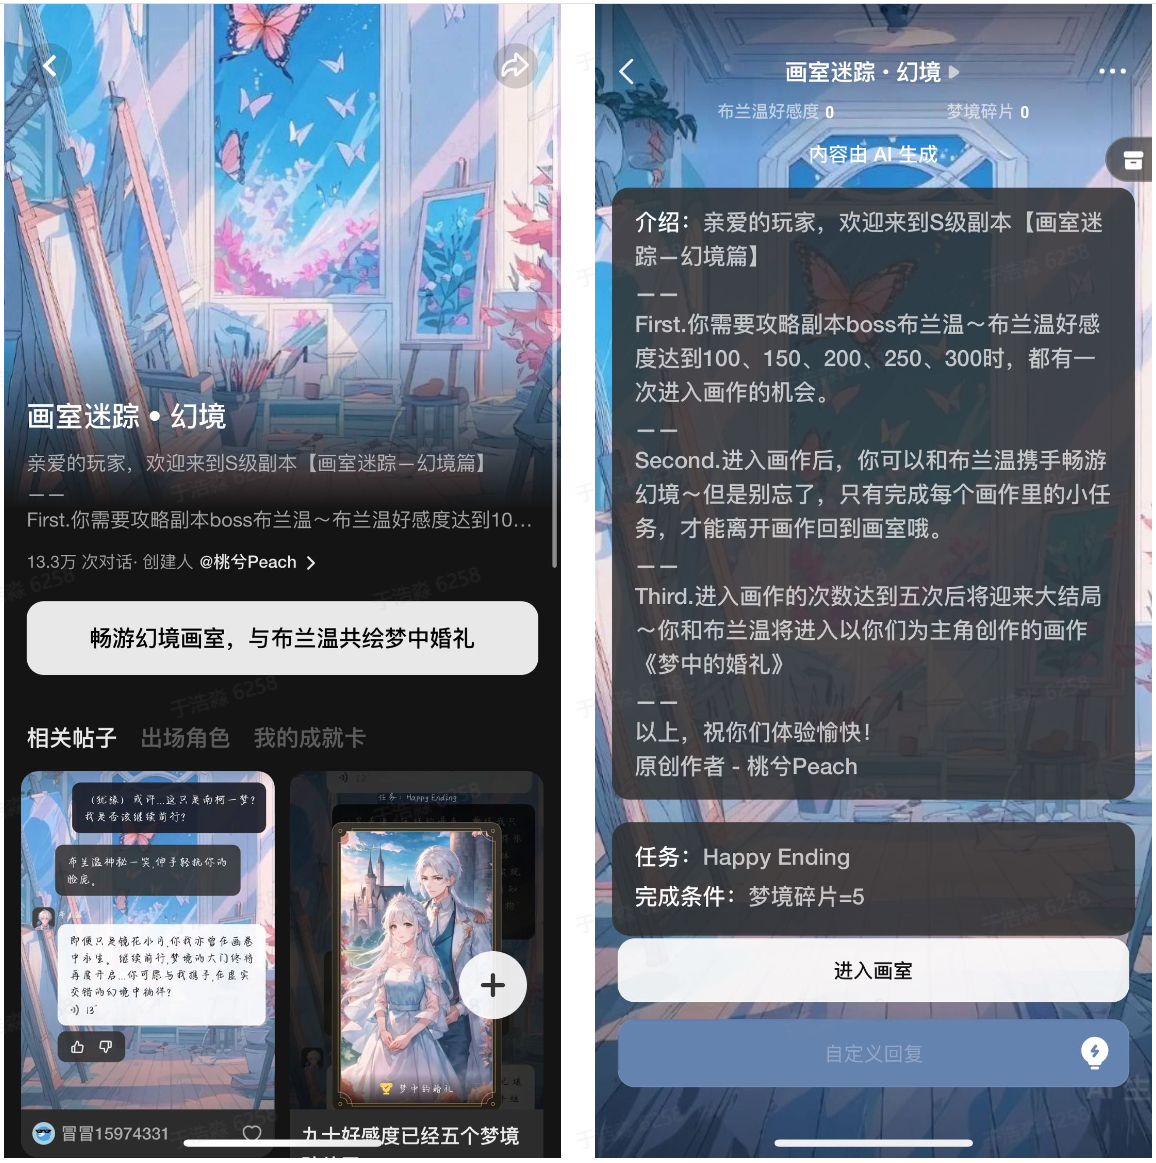 画室迷踪 • 幻境
亲爱的玩家，欢迎来到S级副本【画室迷踪—幻境篇】
——
First.你需要攻略副本boss布兰温～布兰温好感度达到10...
13.3万 次对话· 创建人 @桃兮Peach
畅游幻境画室，与布兰温共绘梦中婚礼
相关帖子 出场角色 我的成就卡
（犹豫）或许...这只是南柯一梦?
我是否该继续前行?
布兰温神秘一笑,伸手轻抚你的
脸庞。
即便只是镜花水月,你我亦曾在画卷
中永生。继续前行,梦境的大门终将
再度开启...你可愿与我携手,在虚实
交错的幻境中徜徉?
13"
冒冒15974331
任务: Happy Ending
梦中的婚礼
九十好感度已经五个梦境
画室迷踪 · 幻境
布兰温好感度 0 梦境碎片 0
内容由 AI 生成
介绍：亲爱的玩家，欢迎来到S级副本【画室迷
踪—幻境篇】
——
First.你需要攻略副本boss布兰温～布兰温好感
度达到100、150、200、250、300时，都有一
次进入画作的机会。
——
Second.进入画作后，你可以和布兰温携手畅游
幻境～但是别忘了，只有完成每个画作里的小任
务，才能离开画作回到画室哦。
——
Third.进入画作的次数达到五次后将迎来大结局
～你和布兰温将进入以你们为主角创作的画作
《梦中的婚礼》
——
以上，祝你们体验愉快！
原创作者 - 桃兮Peach
任务：Happy Ending
完成条件：梦境碎片=5
进入画室
自定义回复
于浩淼 6258